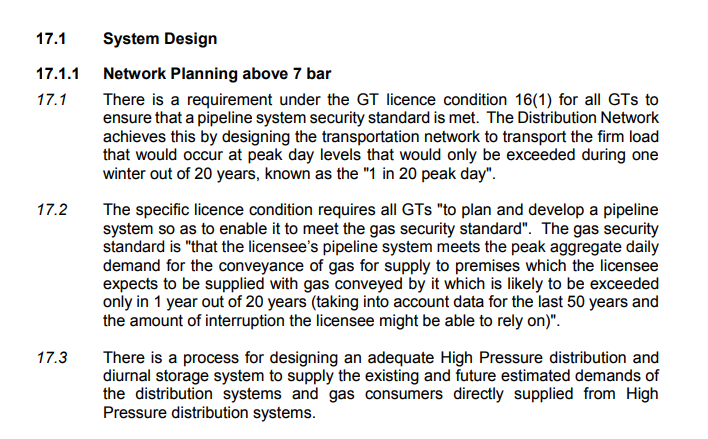 17.1 System Design
17.1.1 Network Planning above 7 bar
17.1 There is a requirement under the GT licence condition 16(1) for all GTs to
ensure that a pipeline system security standard is met. The Distribution Network
achieves this by designing the transportation network to transport the firm load
that would occur at peak day levels that would only be exceeded during one
winter out of 20 years, known as the "1 in 20 peak day".
17.2 The specific licence condition requires all GTs "to plan and develop a pipeline
system so as to enable it to meet the gas security standard". The gas security
standard is "that the licensee’s pipeline system meets the peak aggregate daily
demand for the conveyance of gas for supply to premises which the licensee
expects to be supplied with gas conveyed by it which is likely to be exceeded
only in 1 year out of 20 years (taking into account data for the last 50 years and
the amount of interruption the licensee might be able to rely on)".
17.3 There is a process for designing an adequate High Pressure distribution and
diurnal storage system to supply the existing and future estimated demands of
the distribution systems and gas consumers directly supplied from High
Pressure distribution systems.